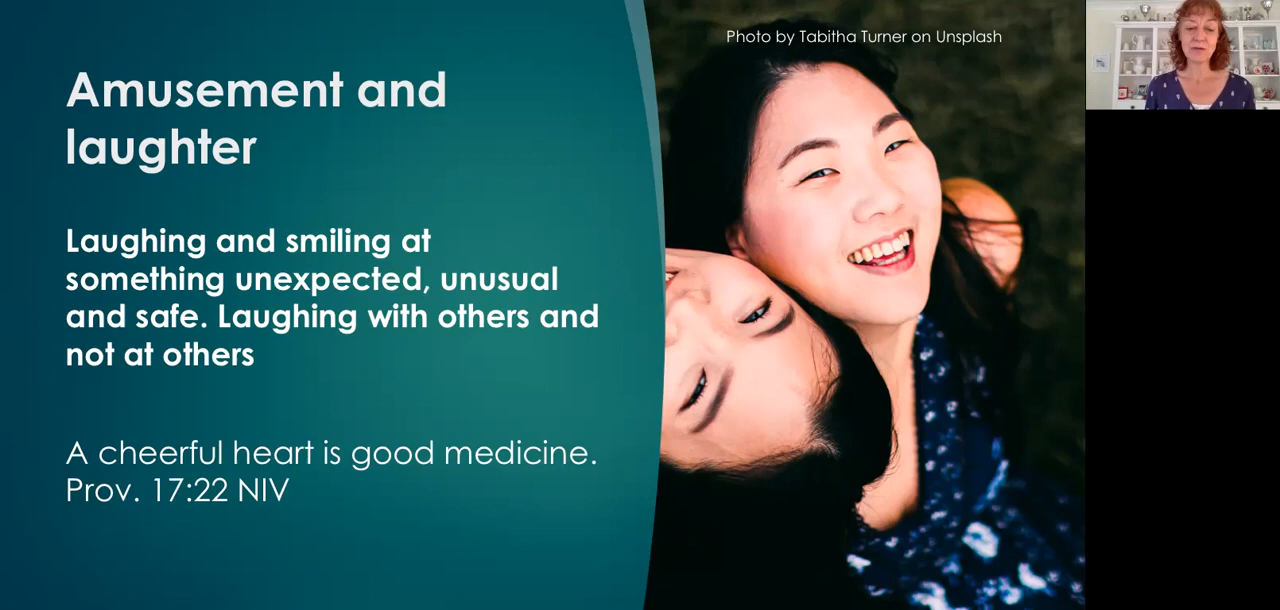 Photo by Tabitha Turner on Unsplash
Amusement and
laughter
Laughing and smiling at
something unexpected, unusual
and safe. Laughing with others and
not at others
A cheerful heart is good medicine.
Prov. 17:22 NIV